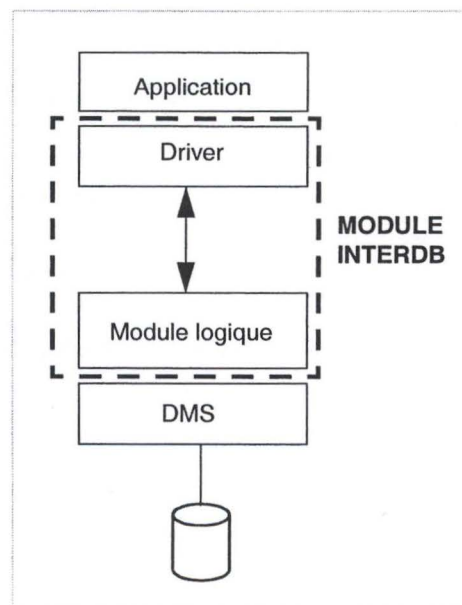 Application
Driver
MODULE
INTERDB
Module logique
DMS